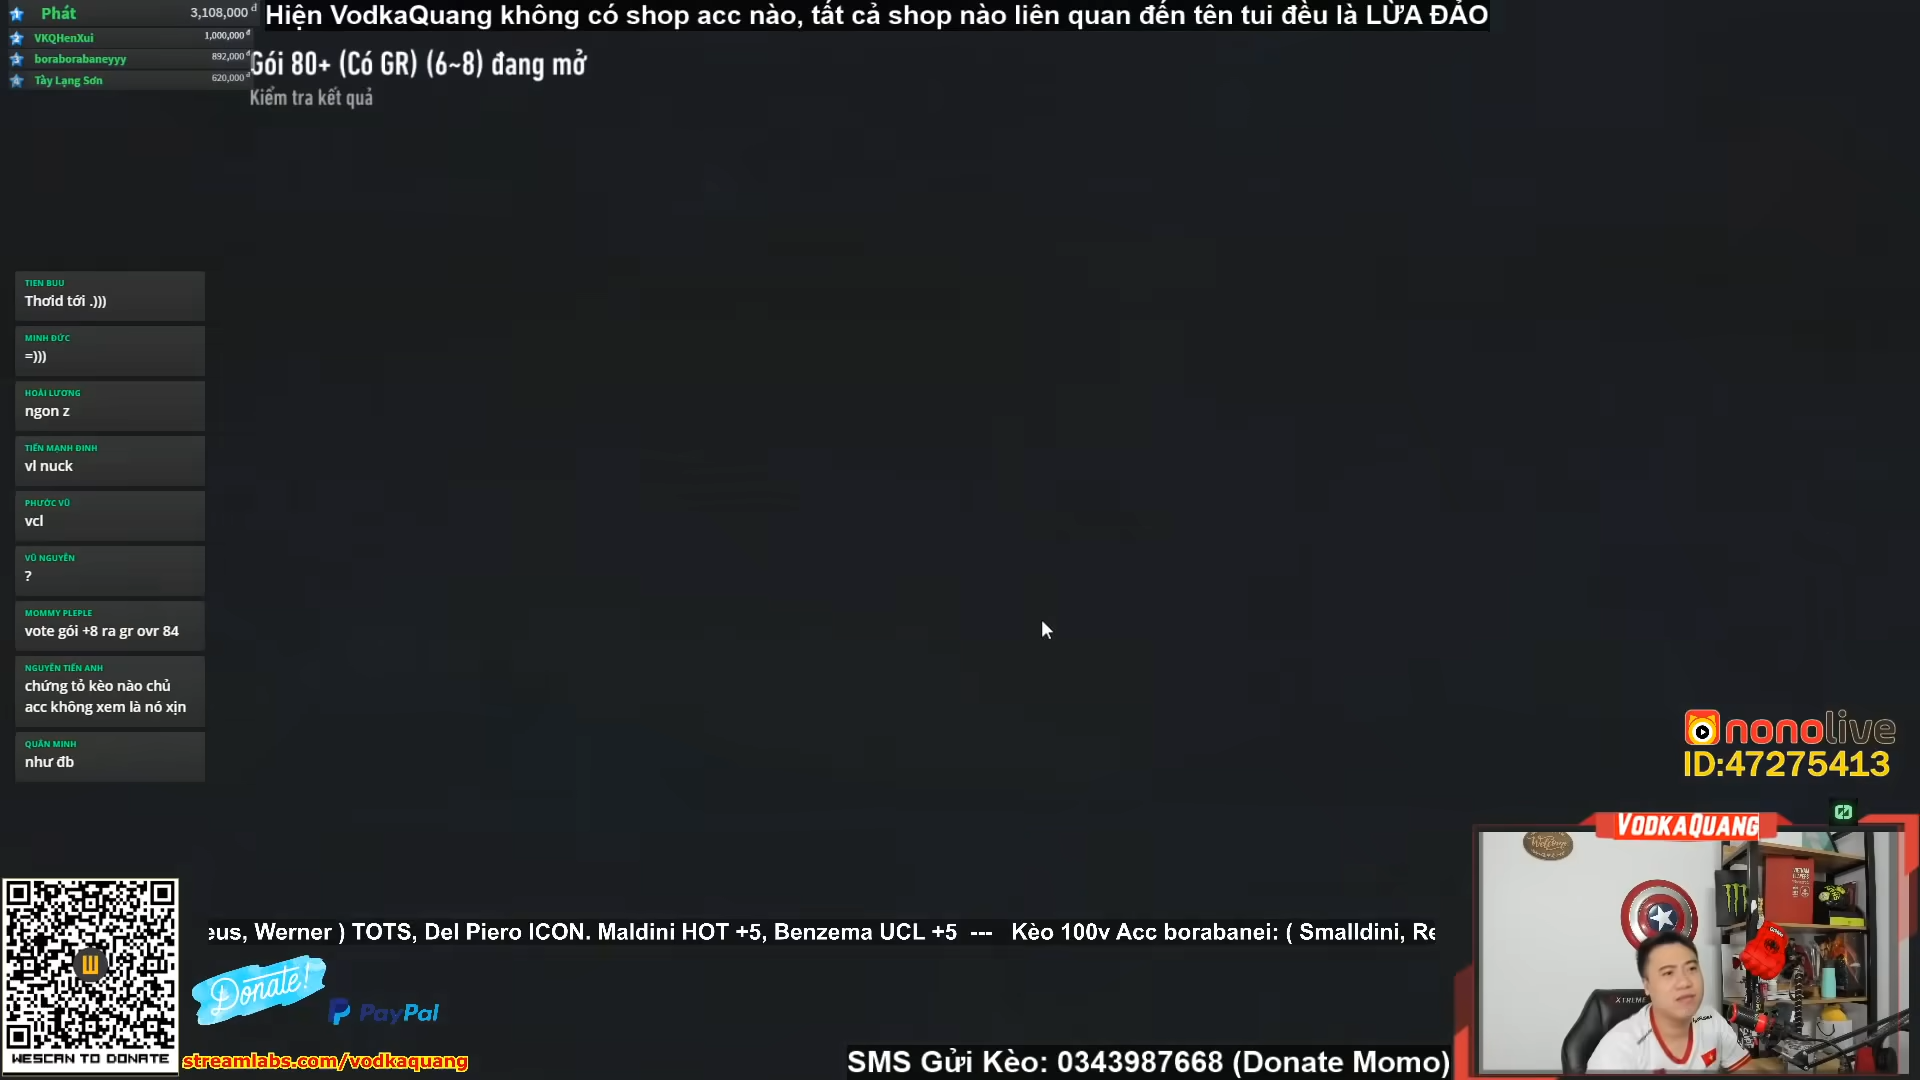 Phát 3,108,000 đ
VKQHenXui 1,000,000 đ
boraborabaneyyy 892,000 đ
Tây Lạng Sơn 620,000 đ
Hiện VodkaQuang không có shop acc nào, tất cả shop nào liên quan đến tên tui đều là LỪA ĐẢO
Gói 80+ (Có GR) (6~8) đang mở
Kiểm tra kết quả
TIEN BUU
Thơid tới .)))
MINH ĐỨC
=)))
HOÀI LƯƠNG
ngon z
TIẾN MẠNH ĐINH
vl nuck
PHƯỚC VŨ
vcl
VŨ NGUYÊN
?
MOMMY PLEPLE
vote gói +8 ra gr ovr 84
NGUYỄN TIẾN ANH
chứng tỏ kèo nào chủ
acc không xem là nó xịn
QUÂN MINH
như đb
nonolive
ID:47275413
VODKAQUANG
Welcome
XTREME
eus, Werner ) TOTS, Del Piero ICON. Maldini HOT +5, Benzema UCL +5 --- Kèo 100v Acc borabanei: ( Smalldini, Re
Donate!
PayPal
WESCAN TO DONATE
streamlabs.com/vodkaquang
SMS Gửi Kèo: 0343987668 (Donate Momo)